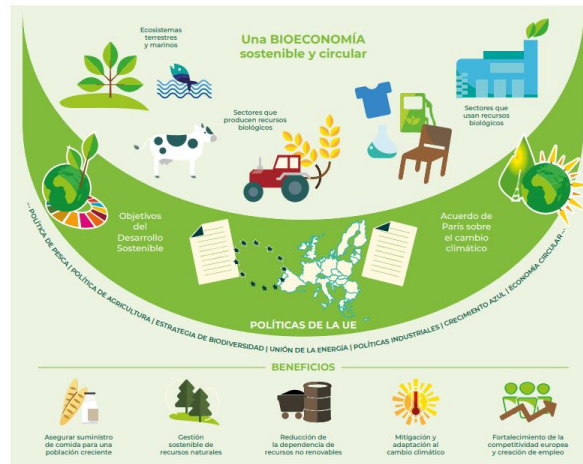 Ecosistemas
terrestres
y marinos
Una BIOECONOMÍA
sostenible y circular
Sectores que
producen recursos
biológicos
Sectores que
usan recursos
biológicos
Objetivos
del
Desarrollo
Sostenible
Acuerdo de
París sobre
el cambio
climático
POLÍTICAS DE LA UE
... POLÍTICA DE PESCA | POLÍTICA DE AGRICULTURA | ESTRATEGIA DE BIODIVERSIDAD | UNIÓN DE LA ENERGÍA | POLÍTICAS INDUSTRIALES | CRECIMIENTO AZUL | ECONOMÍA CIRCULAR ...
BENEFICIOS
Asegurar suministro
de comida para una
población creciente
Gestión
sostenible de
recursos naturales
Reducción de
la dependencia de
recursos no renovables
Mitigación y
adaptación al
cambio climático
Fortalecimiento de la
competitividad europea
y creación de empleo